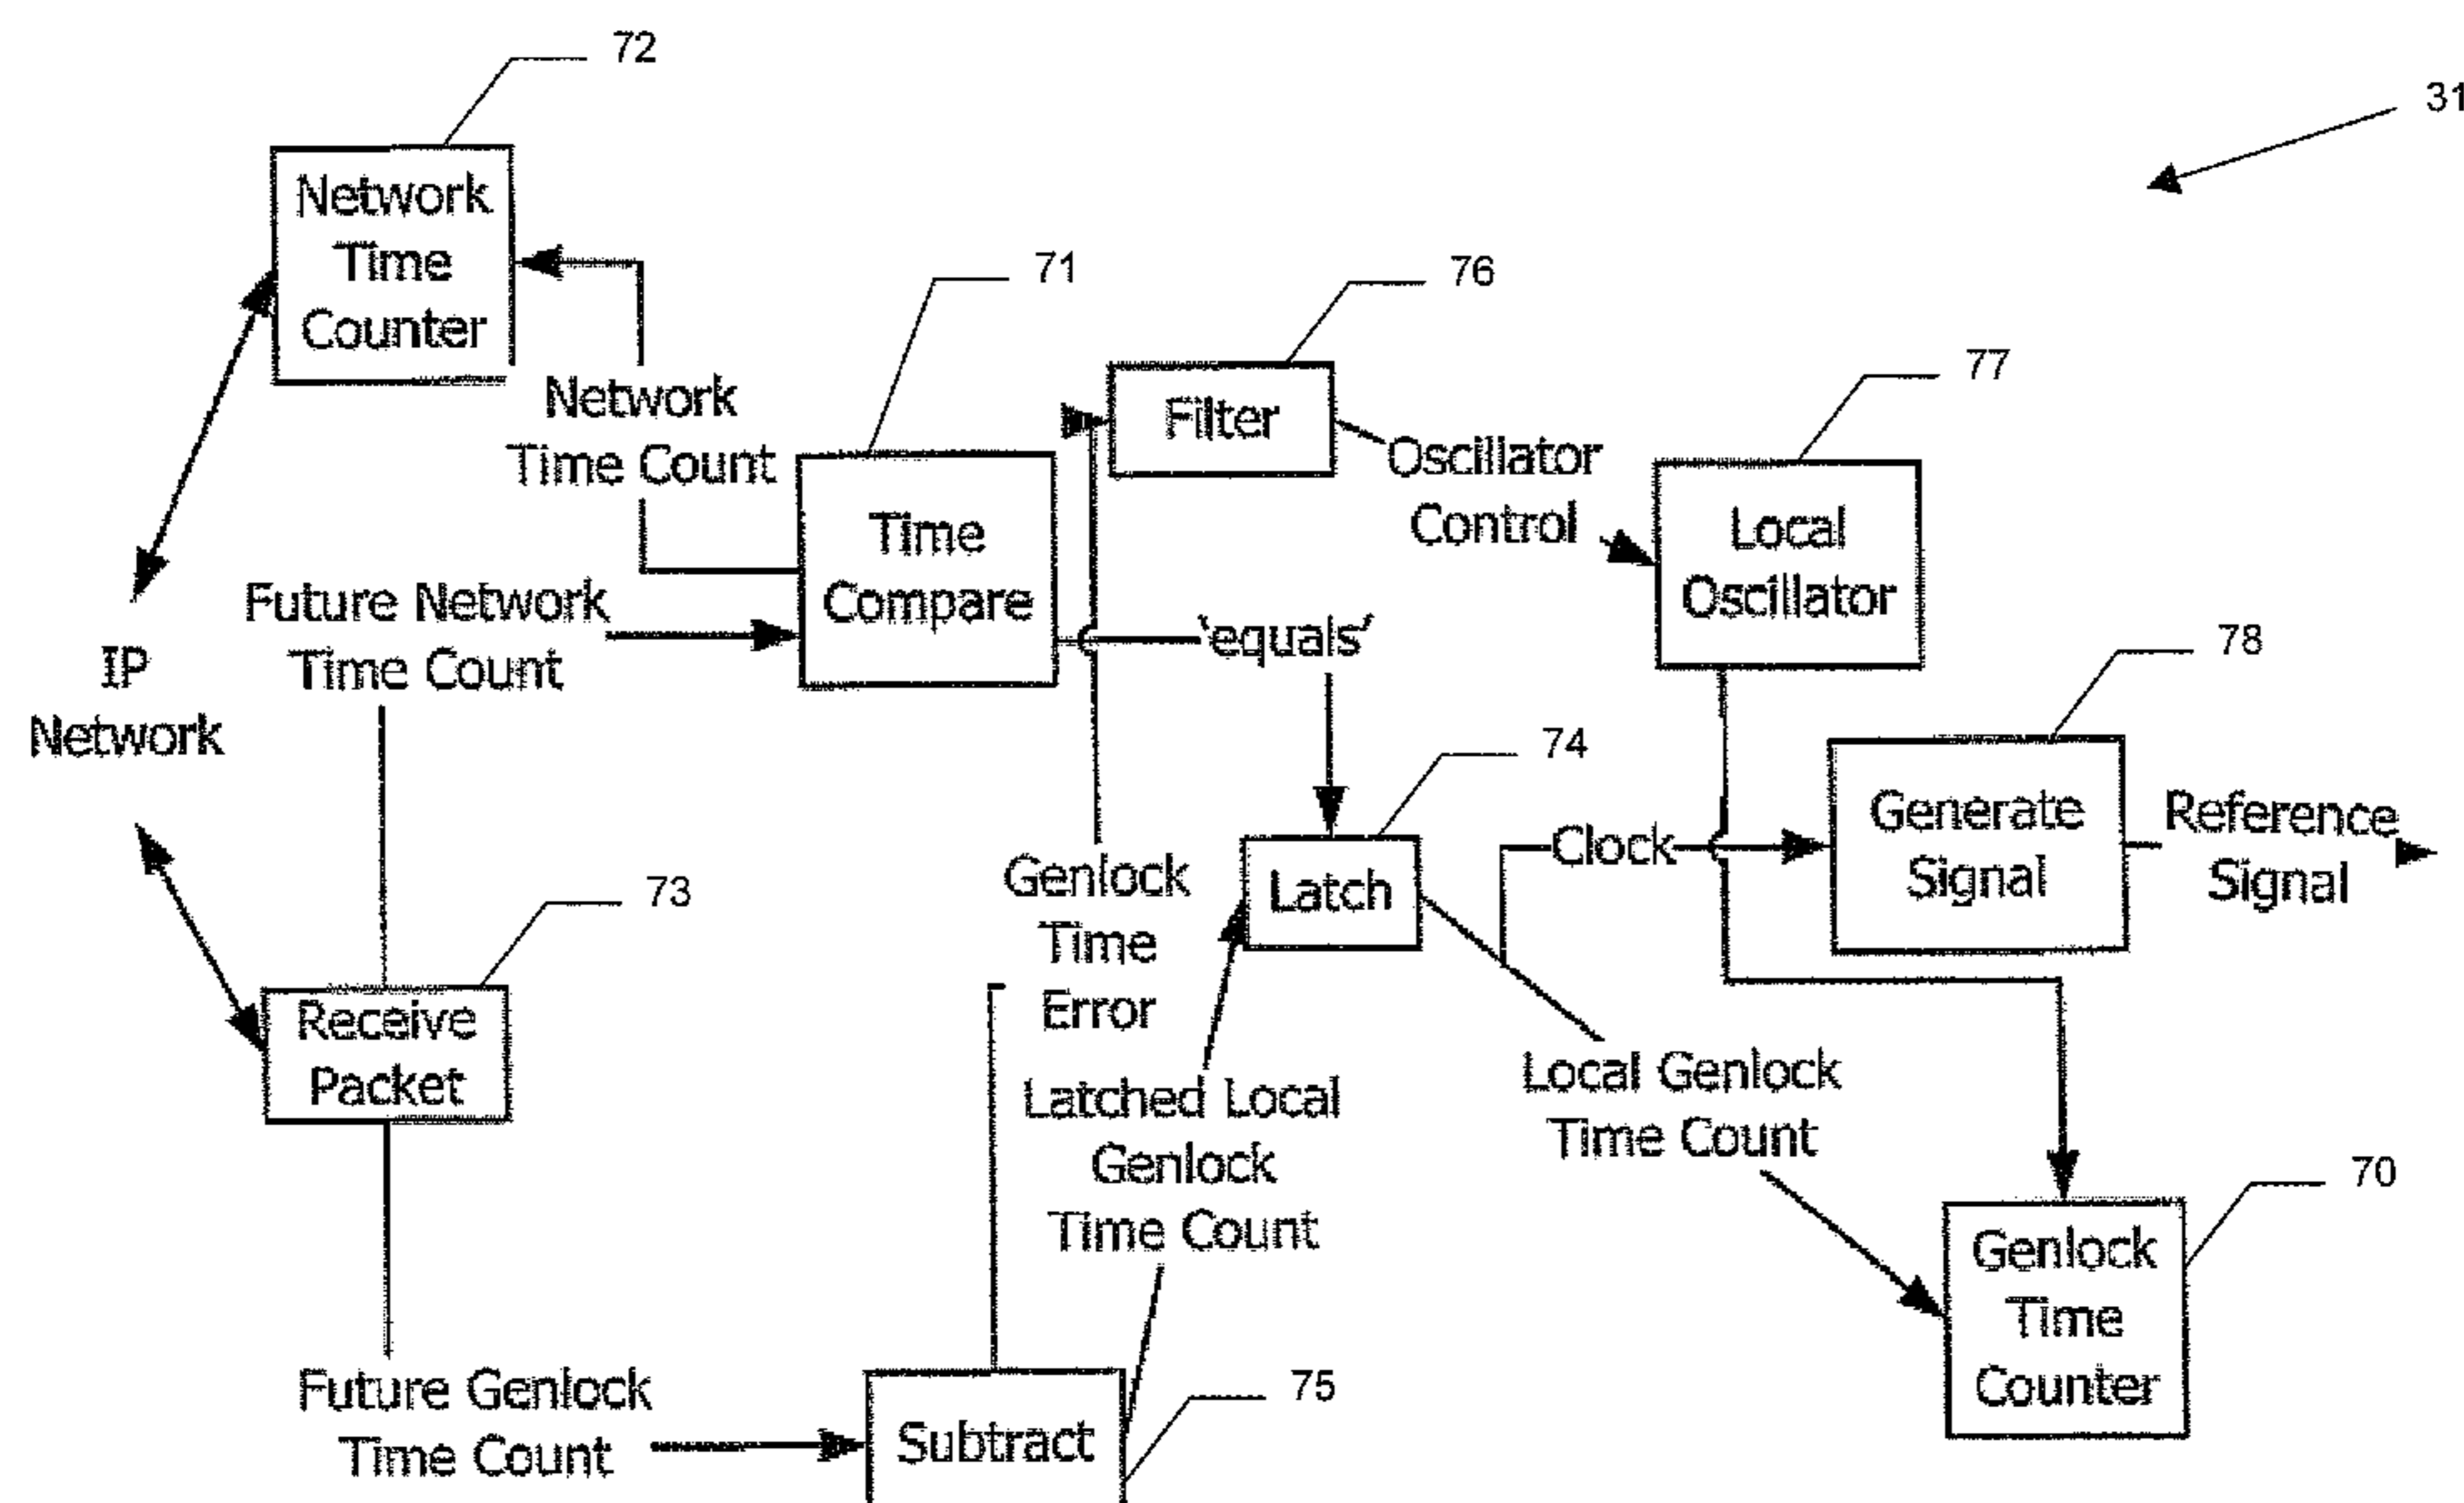 72
31
Network
Time
Counter
71
76
77
Network
Time Count
Filter
Oscillator
Control
Time
Compare
Local
Oscillator
Future Network
Time Count
'equals'
IP
Network
78
74
73
Genlock
Time
Error
Latch
Clock
Generate
Signal
Reference
Signal
Receive
Packet
Latched Local
Genlock
Time Count
Local Genlock
Time Count
70
Genlock
Time
Counter
Future Genlock
Time Count
75
Subtract